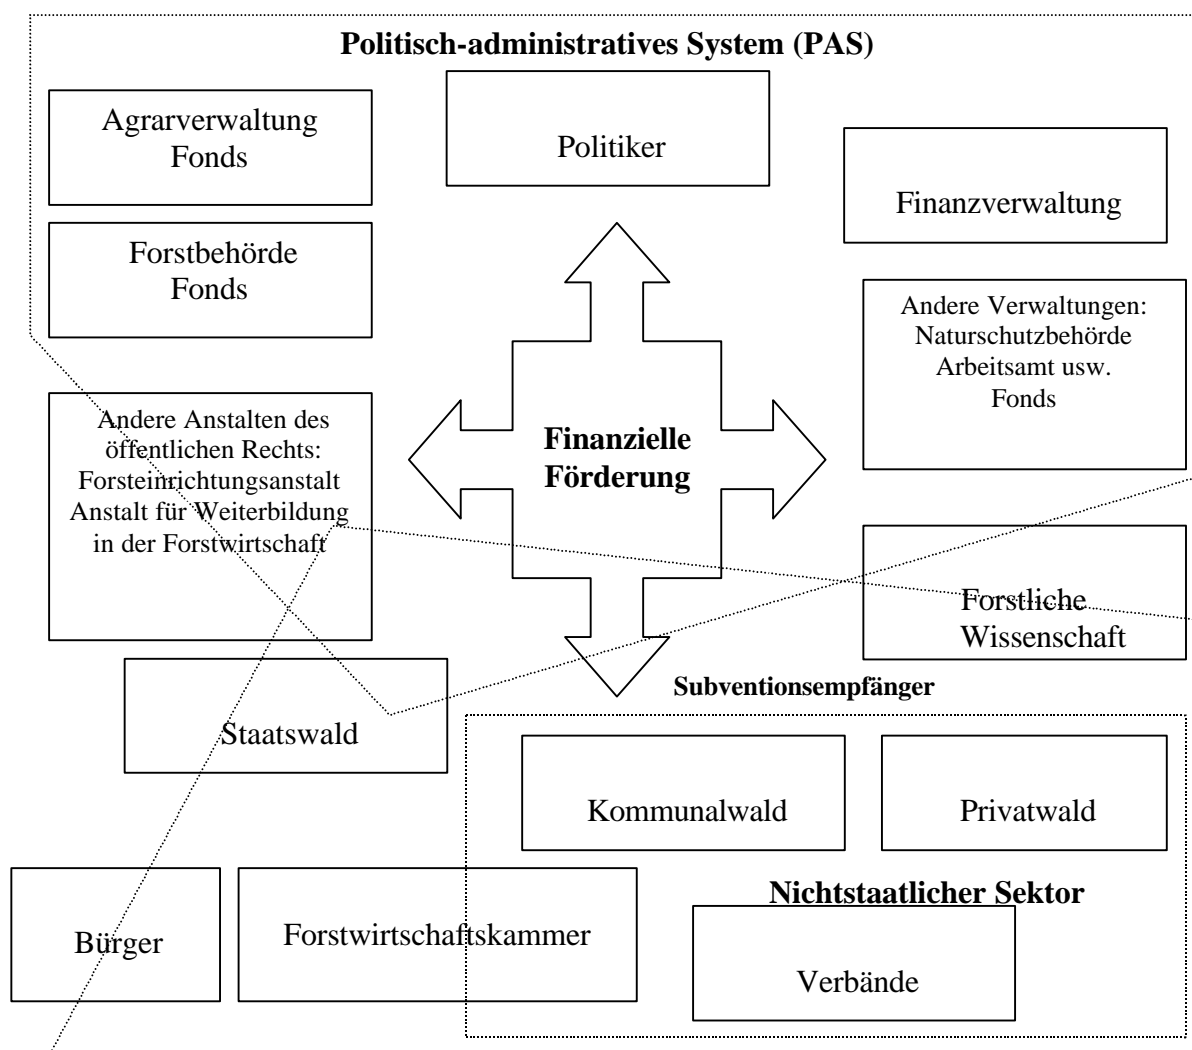 Politisch-administratives System (PAS)
Agrarverwaltung
Fonds
Politiker
Finanzverwaltung
Forstbehörde
Fonds
Andere Verwaltungen:
Naturschutzbehörde
Arbeitsamt usw.
Fonds
Andere Anstalten des
öffentlichen Rechts:
Forsteinrichtungsanstalt
Anstalt für Weiterbildung
in der Forstwirtschaft
Finanzielle
Förderung
Forstliche
Wissenschaft
Subventionsempfänger
Staatswald
Kommunalwald
Privatwald
Nichtstaatlicher Sektor
Bürger
Forstwirtschaftskammer
Verbände